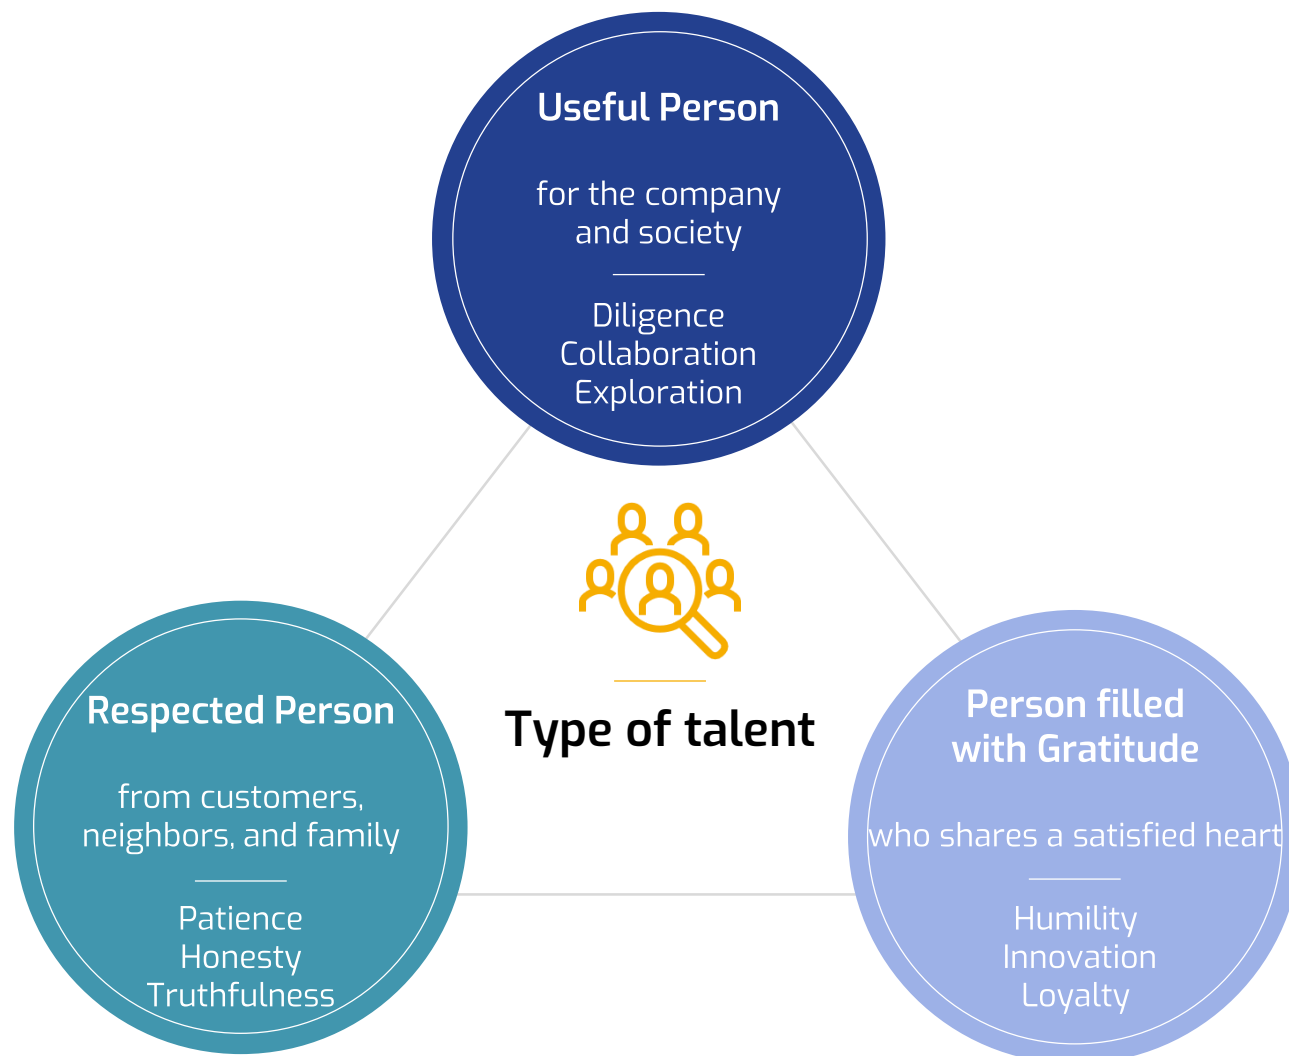 Useful Person
for the company
and society
Diligence
Collaboration
Exploration
Type of talent
Respected Person
from customers,
neighbors, and family
Patience
Honesty
Truthfulness
Person filled
with Gratitude
who shares a satisfied heart
Humility
Innovation
Loyalty